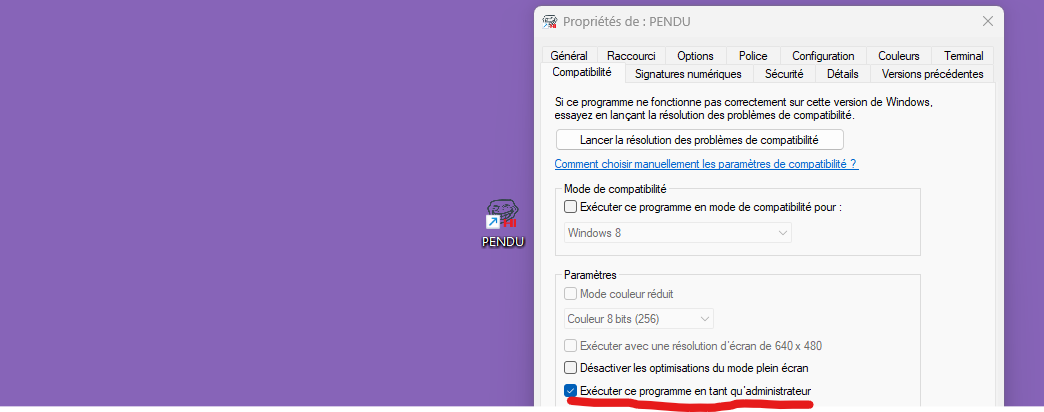 Propriétés de : PENDU
Général Raccourci Options Police Configuration Couleurs Terminal
Compatibilité Signatures numériques Sécurité Détails Versions précédentes
Si ce programme ne fonctionne pas correctement sur cette version de Windows,
essayez en lançant la résolution des problèmes de compatibilité.
Lancer la résolution des problèmes de compatibilité
Comment choisir manuellement les paramètres de compatibilité ?
Mode de compatibilité
Exécuter ce programme en mode de compatibilité pour :
Windows 8
PENDU
Paramètres
Mode couleur réduit
Couleur 8 bits (256)
Exécuter avec une résolution d'écran de 640 x 480
Désactiver les optimisations du mode plein écran
Exécuter ce programme en tant qu'administrateur